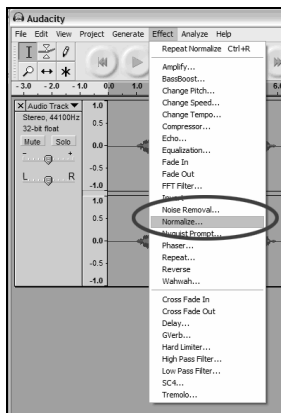 Audacity
File Edit View Project Generate Effect Analyze Help
Repeat Normalize Ctrl+R
Amplify...
BassBoost...
Change Pitch...
Change Speed...
Change Tempo...
Compressor...
Echo...
Equalization...
Fade In
Fade Out
FFT Filter...
Invert
Noise Removal...
Normalize...
Nyquist Prompt...
Phaser...
Repeat...
Reverse
Wahwah...
Cross Fade In
Cross Fade Out
Delay...
GVerb...
Hard Limiter...
High Pass Filter...
Low Pass Filter...
SC4...
Tremolo...
- 3.0 - 2.0 - 1.0 0.0 1.0 6.0
X Audio Track
Stereo, 44100Hz
32-bit float
Mute Solo
- +
L R
1.0
0.5 -
0.0 -
-0.5 -
-1.0
1.0
0.5 -
0.0 -
-0.5 -
-1.0